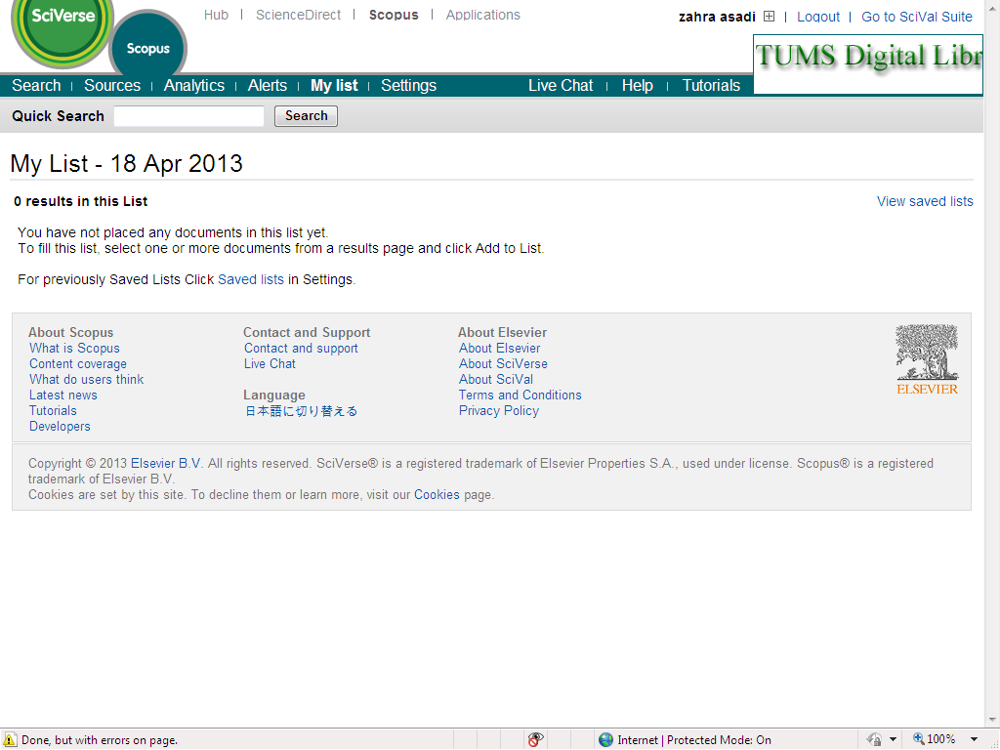 SciVerse
Scopus
Hub | ScienceDirect | Scopus | Applications
zahra asadi | Logout | Go to SciVal Suite
TUMS Digital Libr
Search | Sources | Analytics | Alerts | My list | Settings
Live Chat | Help | Tutorials
Quick Search
Search
My List - 18 Apr 2013
0 results in this List
View saved lists
You have not placed any documents in this list yet.
To fill this list, select one or more documents from a results page and click Add to List.
For previously Saved Lists Click Saved lists in Settings.
About Scopus
What is Scopus
Content coverage
What do users think
Latest news
Tutorials
Developers
Contact and Support
Contact and support
Live Chat
Language
日本語に切り替える
About Elsevier
About Elsevier
About SciVerse
About SciVal
Terms and Conditions
Privacy Policy
ELSEVIER
Copyright © 2013 Elsevier B.V. All rights reserved. SciVerse® is a registered trademark of Elsevier Properties S.A., used under license. Scopus® is a registered
trademark of Elsevier B.V.
Cookies are set by this site. To decline them or learn more, visit our Cookies page.
Done, but with errors on page.
Internet | Protected Mode: On
100%